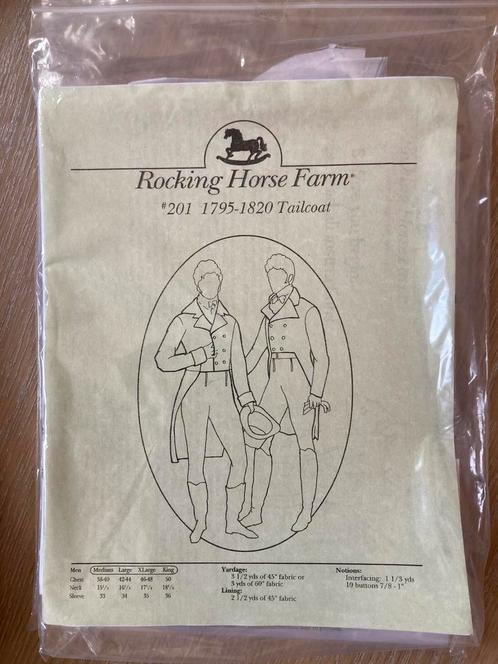 Rocking Horse Farm®
#201 1795-1820 Tailcoat
Men Mediums Large XLarge King
Chest 38-40 42-44 46-48 50
Neck 15½ 16½ 17½ 18½
Sleeve 33 34 35 36
Yardage:
3 1/2 yds of 45" fabric or
3 yds of 60" fabric
Lining:
2 1/2 yds of 45" fabric
Notions:
Interfacing: 1 1/3 yds
10 buttons 7/8 - 1"